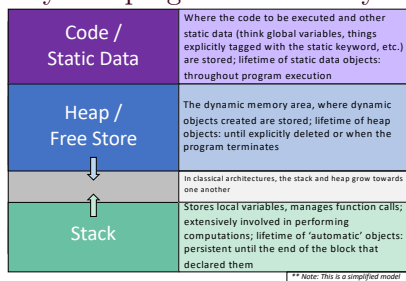 Code /
Static Data
Where the code to be executed and other
static data (think global variables, things
explicitly tagged with the static keyword, etc.)
are stored; lifetime of static data objects:
throughout program execution
Heap /
Free Store
The dynamic memory area, where dynamic
objects created are stored; lifetime of heap
objects: until explicitly deleted or when the
program terminates
In classical architectures, the stack and heap grow towards
one another
Stack
Stores local variables, manages function calls;
extensively involved in performing
computations; lifetime of 'automatic' objects:
persistent until the end of the block that
declared them
** Note: This is a simplified model